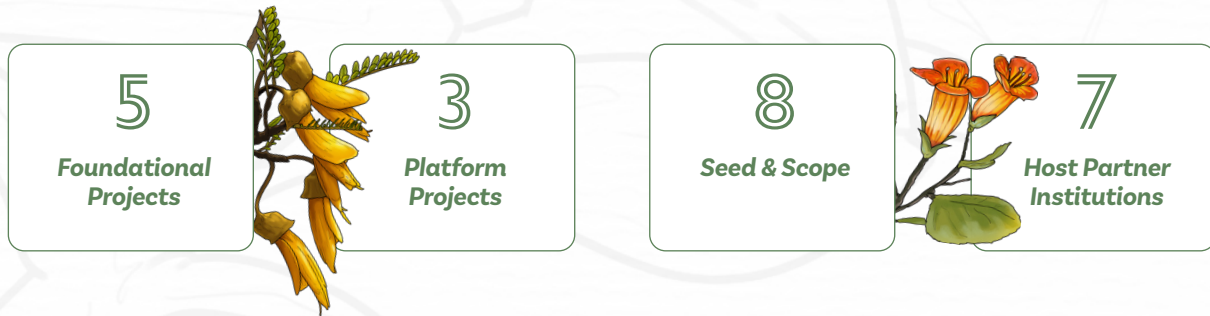 5
Foundational
Projects
3
Platform
Projects
8
Seed & Scope
7
Host Partner
Institutions